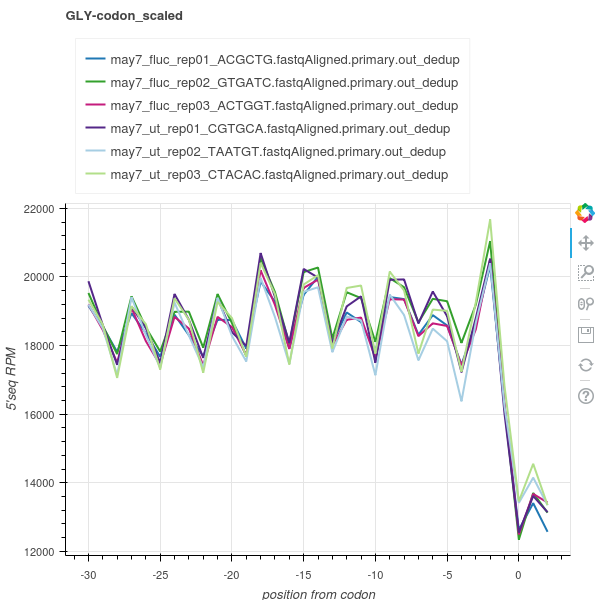 GLY-codon_scaled
may7_fluc_rep01_ACGCTG.fastqAligned.primary.out_dedup
may7_fluc_rep02_GTGATC.fastqAligned.primary.out_dedup
may7_fluc_rep03_ACTGGT.fastqAligned.primary.out_dedup
may7_ut_rep01_CGTGCA.fastqAligned.primary.out_dedup
may7_ut_rep02_TAATGT.fastqAligned.primary.out_dedup
may7_ut_rep03_CTACAC.fastqAligned.primary.out_dedup
22000
20000
18000
16000
14000
12000
5'seq RPM
-30
-25
-20
-15
-10
-5
0
position from codon